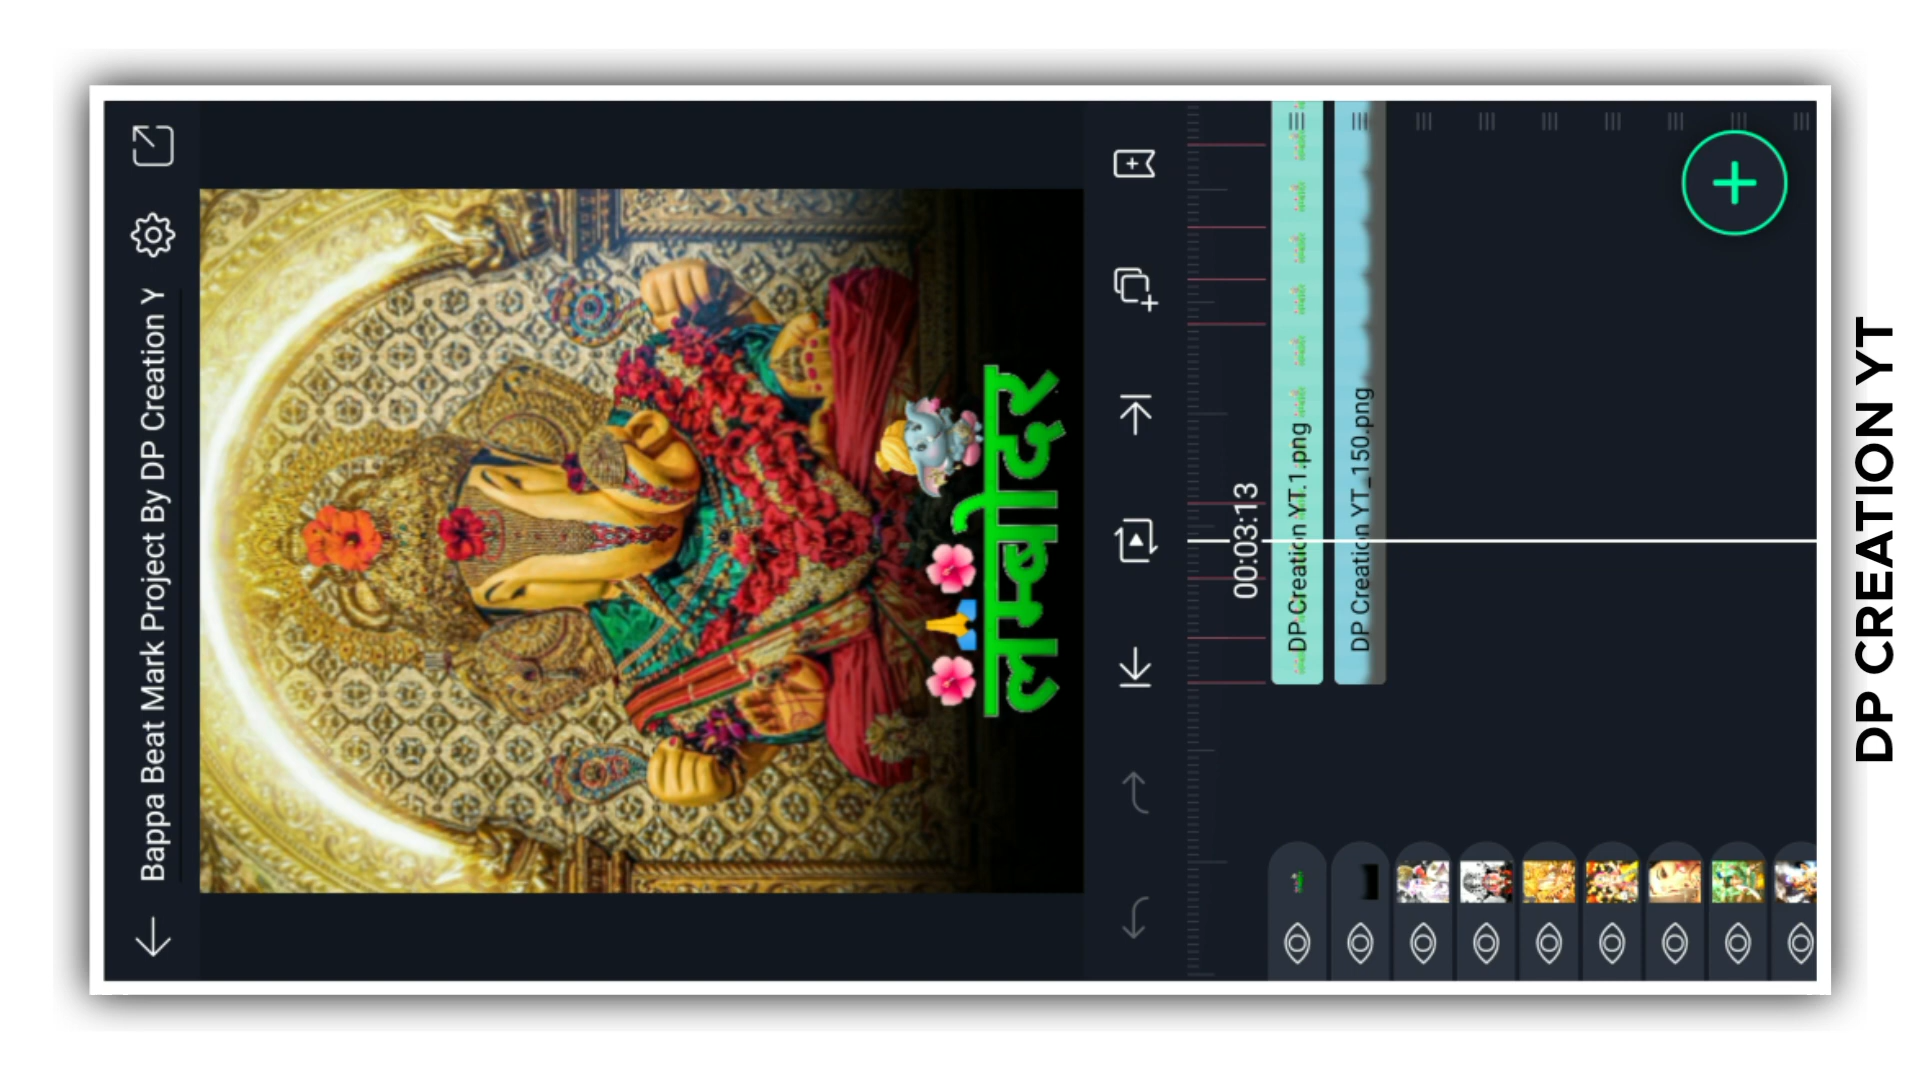 Bappa Beat Mark Project By DP Creation Y
लम्बोदर
00:03:13
DP Creation YT.1.png
DP Creation YT_150.png
DP CREATION YT